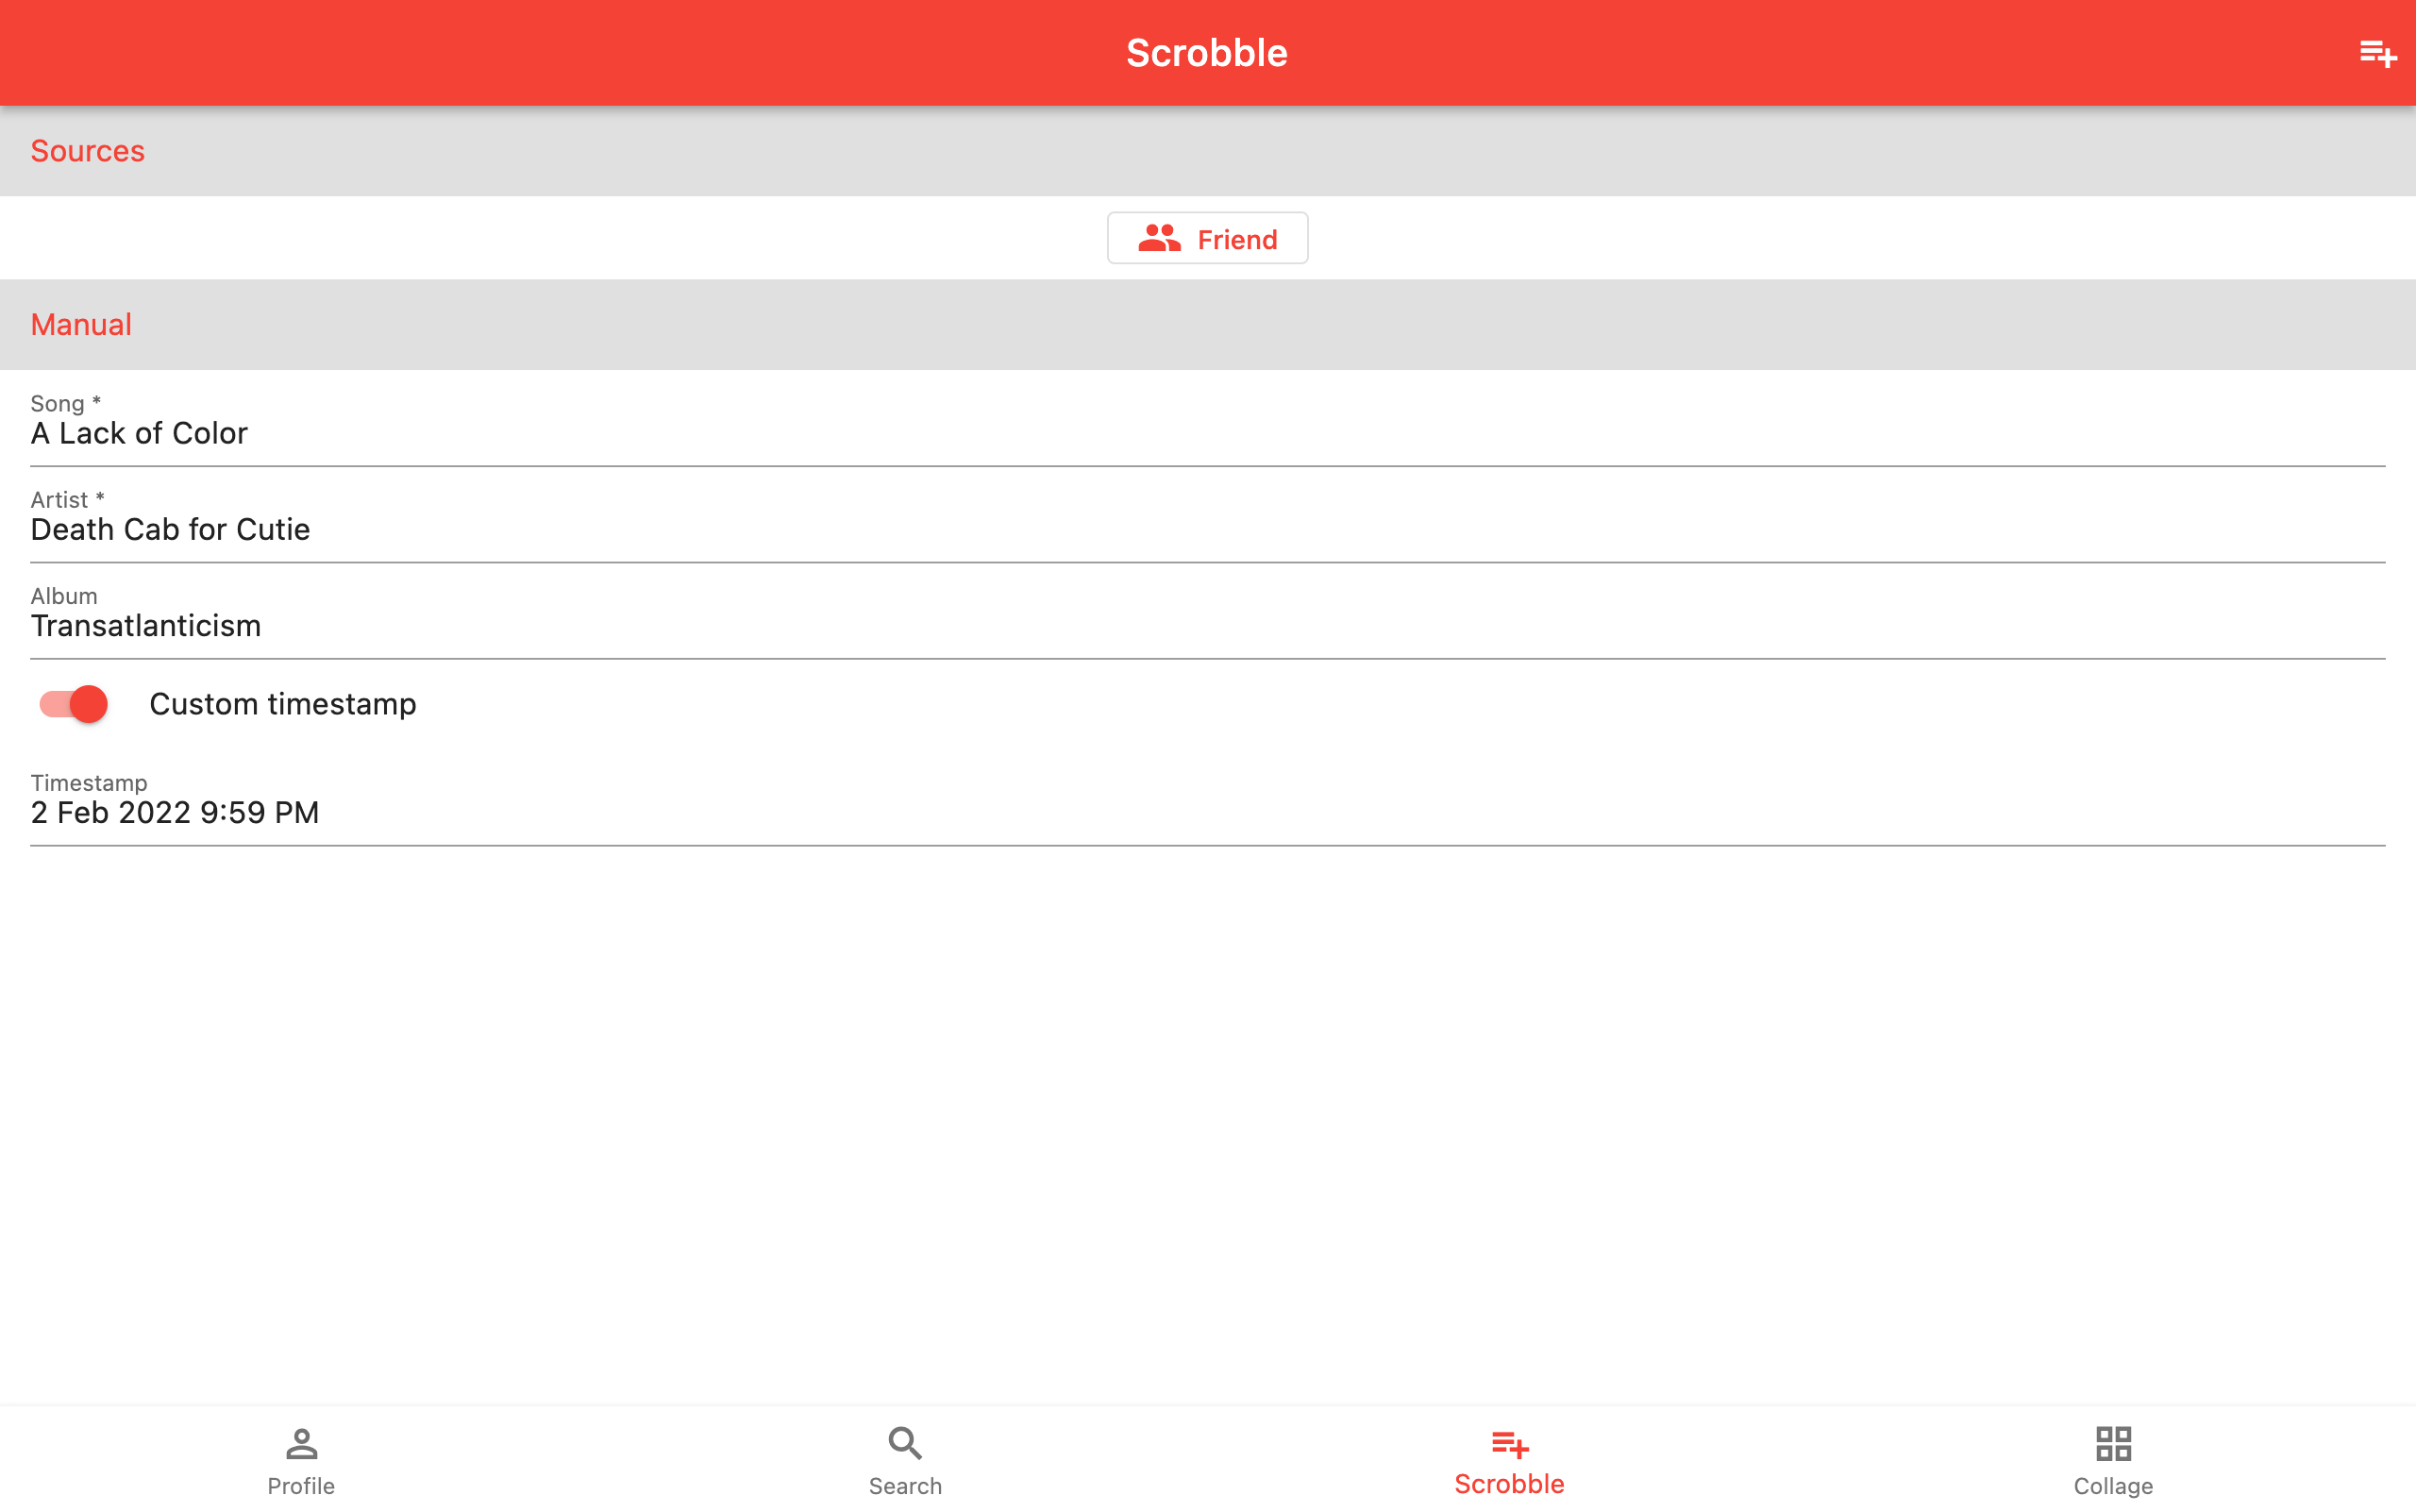 Scrobble
Sources
Friend
Manual
Song *
A Lack of Color
Artist *
Death Cab for Cutie
Album
Transatlanticism
Custom timestamp
Timestamp
2 Feb 2022 9:59 PM
Profile
Search
Scrobble
Collage